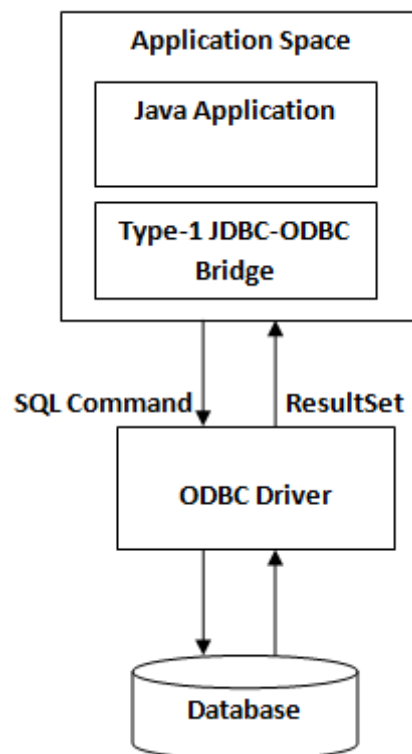 Application Space
Java Application
Type-1 JDBC-ODBC
Bridge
SQL Command
ResultSet
ODBC Driver
Database